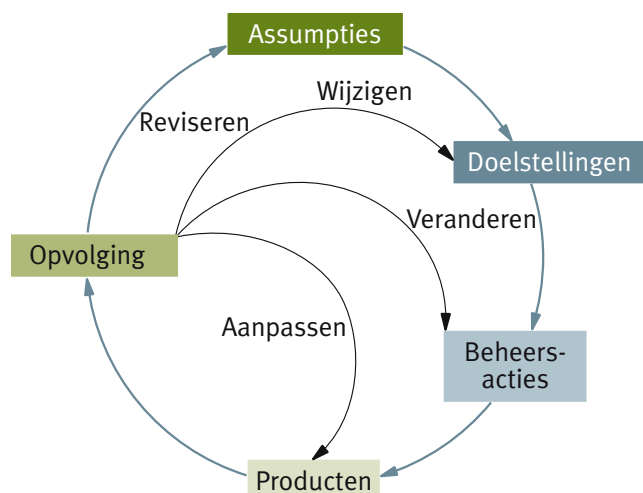 Assumpties
Wijzigen
Reviseren
Doelstellingen
Veranderen
Opvolging
Aanpassen
Beheers-
acties
Producten